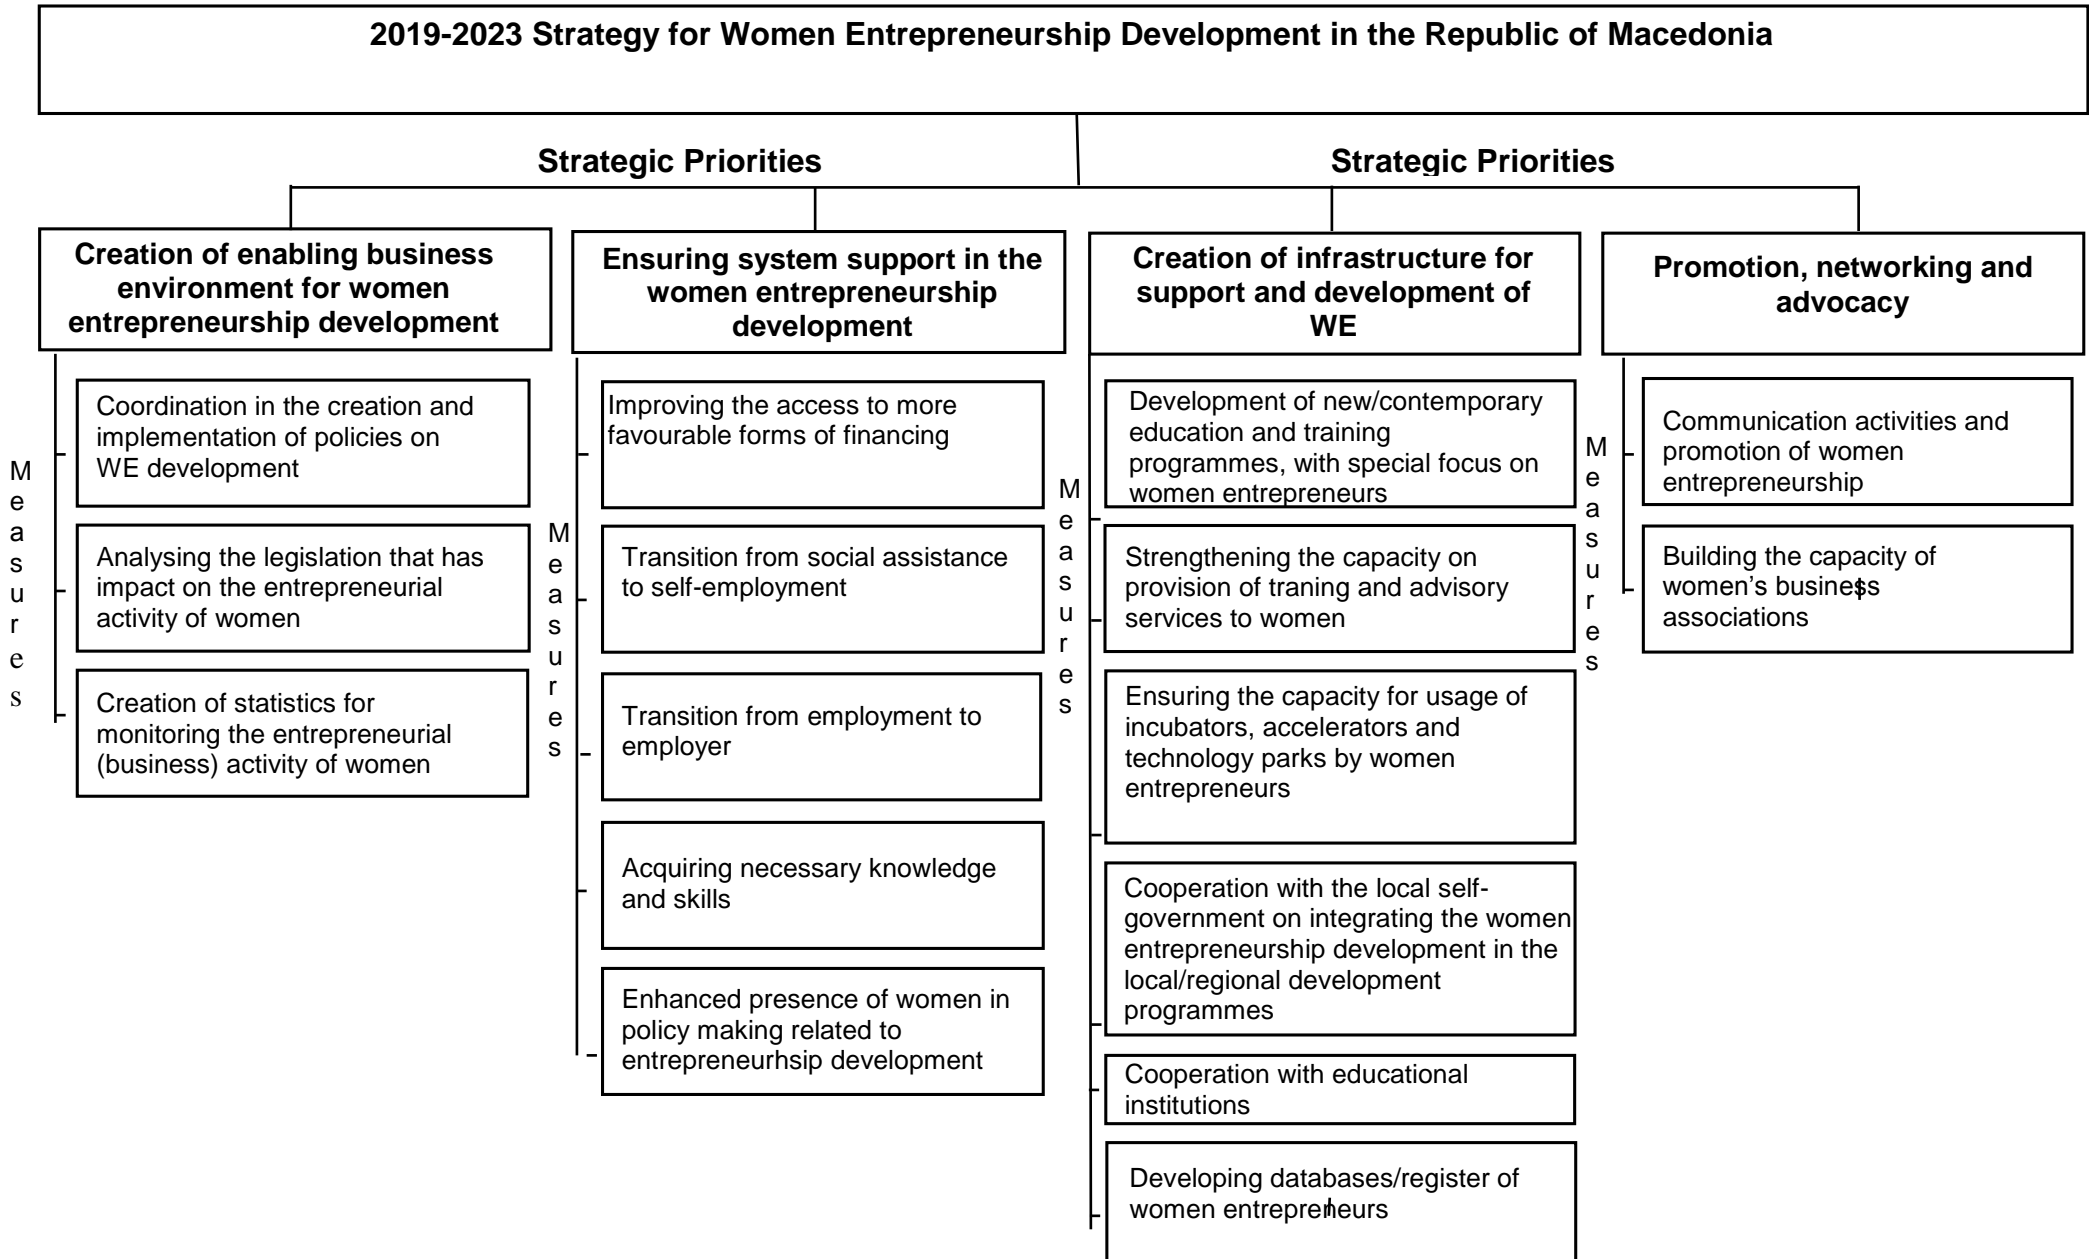 2019-2023 Strategy for Women Entrepreneurship Development in the Republic of Macedonia
Strategic Priorities
Strategic Priorities
Creation of enabling business
environment for women
entrepreneurship development
Measures
Coordination in the creation and
implementation of policies on
WE development
Analysing the legislation that has
impact on the entrepreneurial
activity of women
Creation of statistics for
monitoring the entrepreneurial
(business) activity of women
Ensuring system support in the
women entrepreneurship
development
Measures
Improving the access to more
favourable forms of financing
Transition from social assistance
to self-employment
Transition from employment to
employer
Acquiring necessary knowledge
and skills
Enhanced presence of women in
policy making related to
entrepreneurhsip development
Creation of infrastructure for
support and development of
WE
Measures
Development of new/contemporary
education and training
programmes, with special focus on
women entrepreneurs
Strengthening the capacity on
provision of traning and advisory
services to women
Ensuring the capacity for usage of
incubators, accelerators and
technology parks by women
entrepreneurs
Cooperation with the local self-
government on integrating the women
entrepreneurship development in the
local/regional development
programmes
Cooperation with educational
institutions
Developing databases/register of
women entrepreneurs
Promotion, networking and
advocacy
Measures
Communication activities and
promotion of women
entrepreneurship
Building the capacity of
women's business
associations